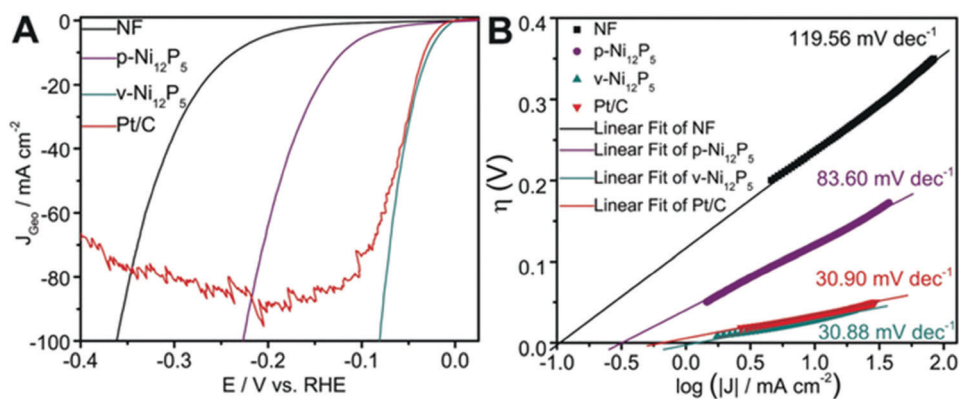 A
NF
p-Ni₁₂P₅
v-Ni₁₂P₅
Pt/C
J_Geo / mA cm⁻²
0
-20
-40
-60
-80
-100
-0.4
-0.3
-0.2
-0.1
0.0
E / V vs. RHE
B
NF
p-Ni₁₂P₅
v-Ni₁₂P₅
Pt/C
Linear Fit of NF
Linear Fit of p-Ni₁₂P₅
Linear Fit of v-Ni₁₂P₅
Linear Fit of Pt/C
119.56 mV dec⁻¹
83.60 mV dec⁻¹
30.90 mV dec⁻¹
30.88 mV dec⁻¹
η (V)
0.4
0.3
0.2
0.1
0.0
-1.0
-0.5
0.0
0.5
1.0
1.5
2.0
log (|J| / mA cm⁻²)